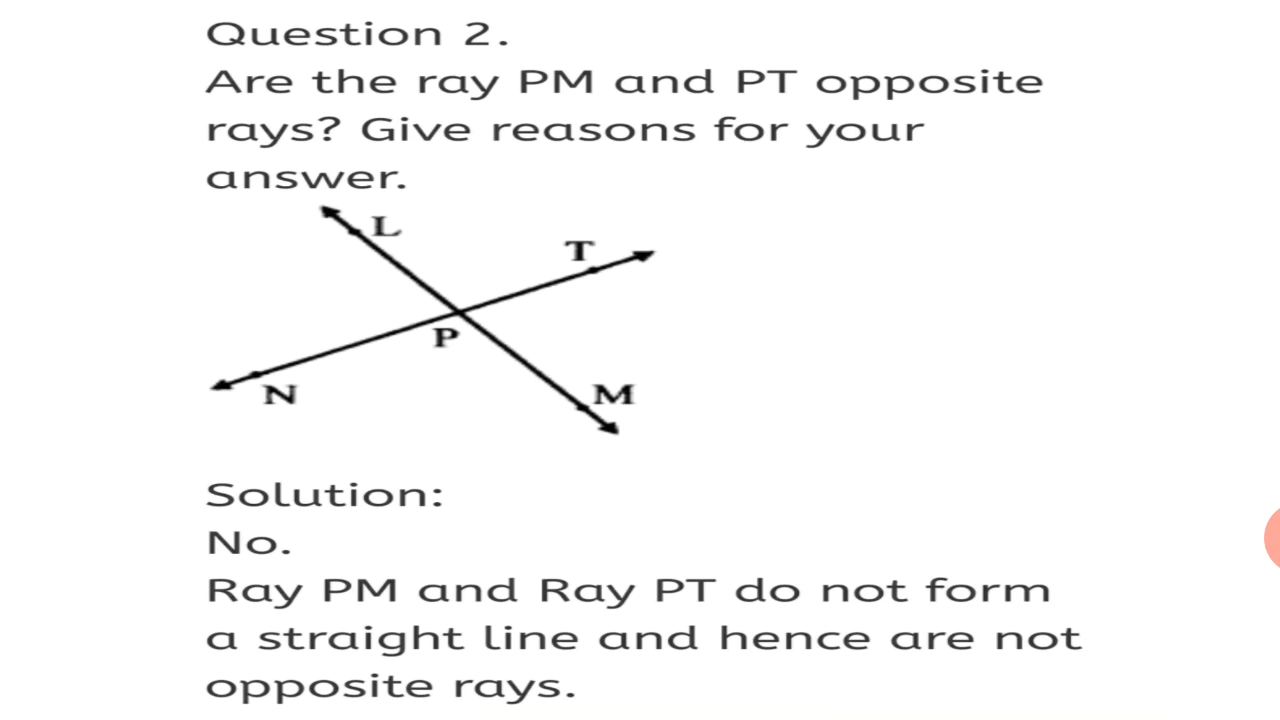 Question 2.
Are the ray PM and PT opposite
rays? Give reasons for your
answer.
L
T
P
N
M
Solution:
No.
Ray PM and Ray PT do not form
a straight line and hence are not
opposite rays.